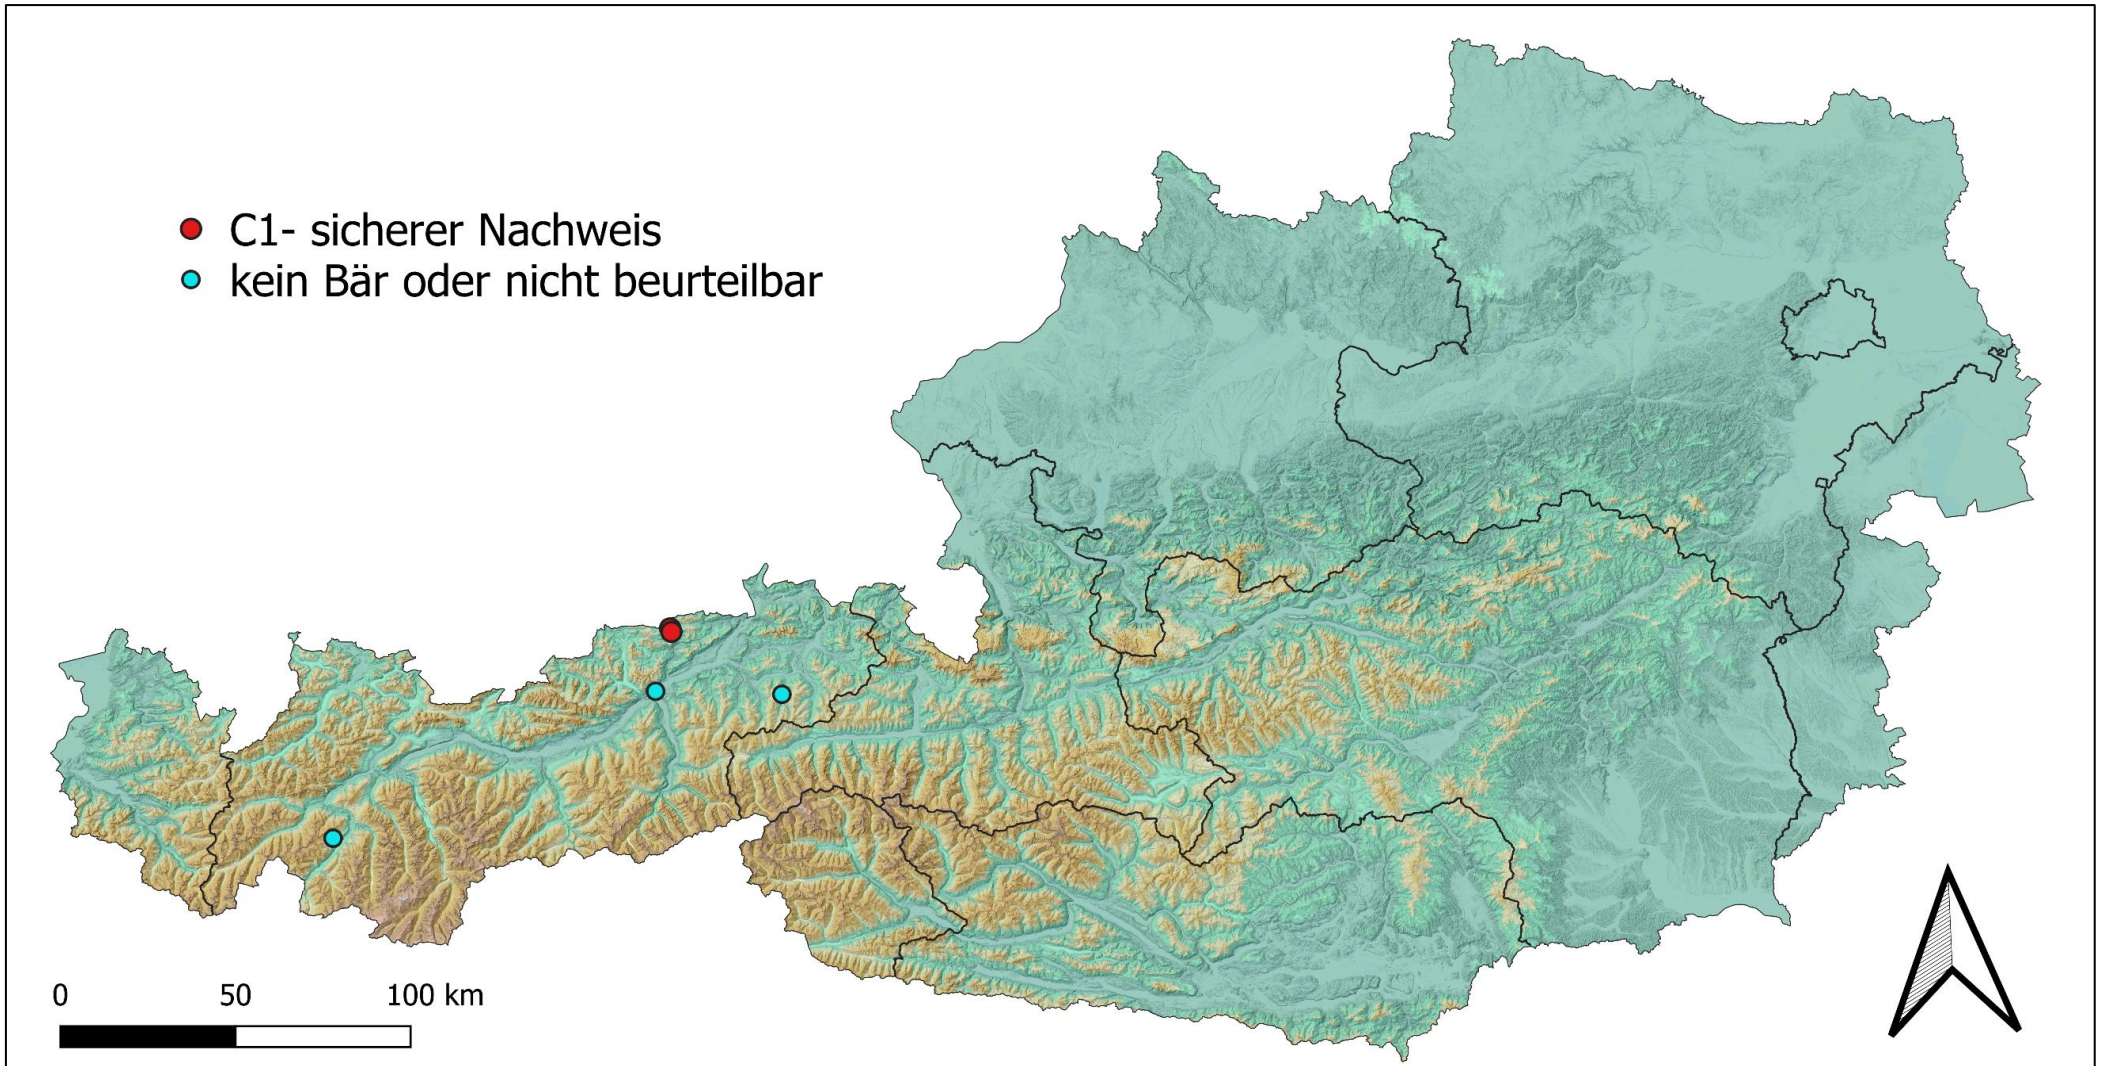 C1- sicherer Nachweis
kein Bär oder nicht beurteilbar
0 50 100 km